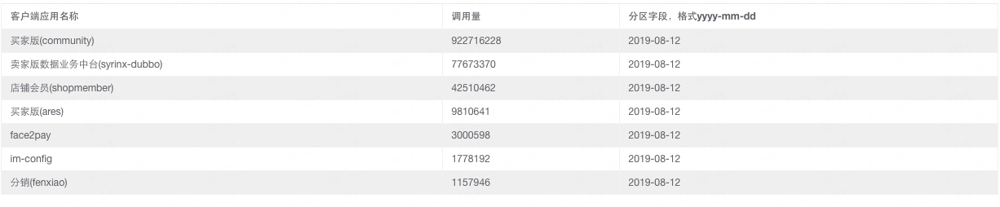 客户端应用名称 调用量 分区字段，格式yyyy-mm-dd
买家版(community) 922716228 2019-08-12
卖家版数据业务中台(syrinx-dubbo) 77673370 2019-08-12
店铺会员(shopmember) 42510462 2019-08-12
买家版(ares) 9810641 2019-08-12
face2pay 3000598 2019-08-12
im-config 1778192 2019-08-12
分销(fenxiao) 1157946 2019-08-12